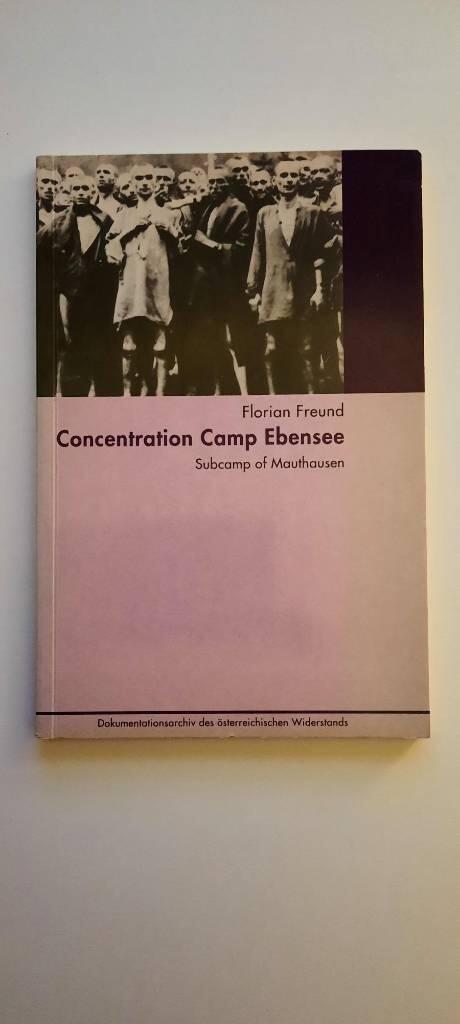 Florian Freund
Concentration Camp Ebensee
Subcamp of Mauthausen
Dokumentationsarchiv des österreichischen Widerstands